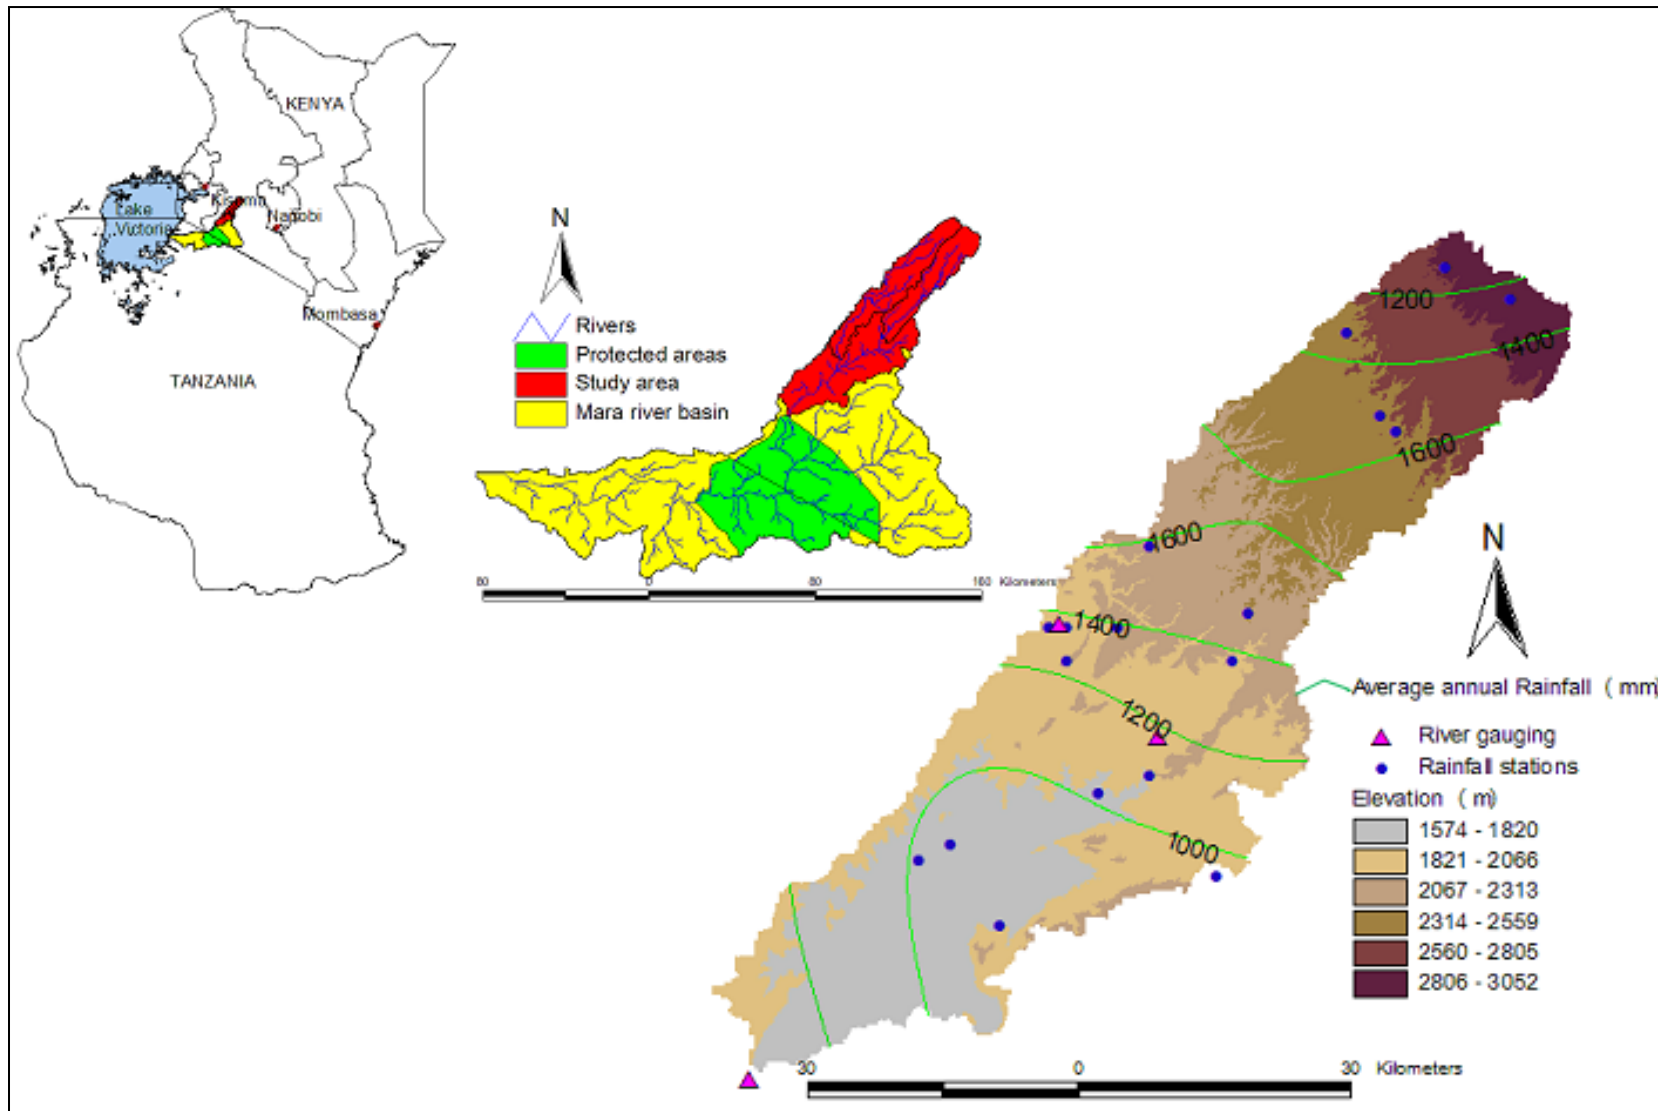 KENYA
Lake
Victoria
Kisumu
Nairobi
Mombasa
TANZANIA
N
Rivers
Protected areas
Study area
Mara river basin
80 0 80 160 Kilometers
1200
1400
1600
1600
1400
1200
1000
N
Average annual Rainfall ( mm)
River gauging
Rainfall stations
Elevation ( m)
1574 - 1820
1821 - 2066
2067 - 2313
2314 - 2559
2560 - 2805
2806 - 3052
30 0 30 Kilometers